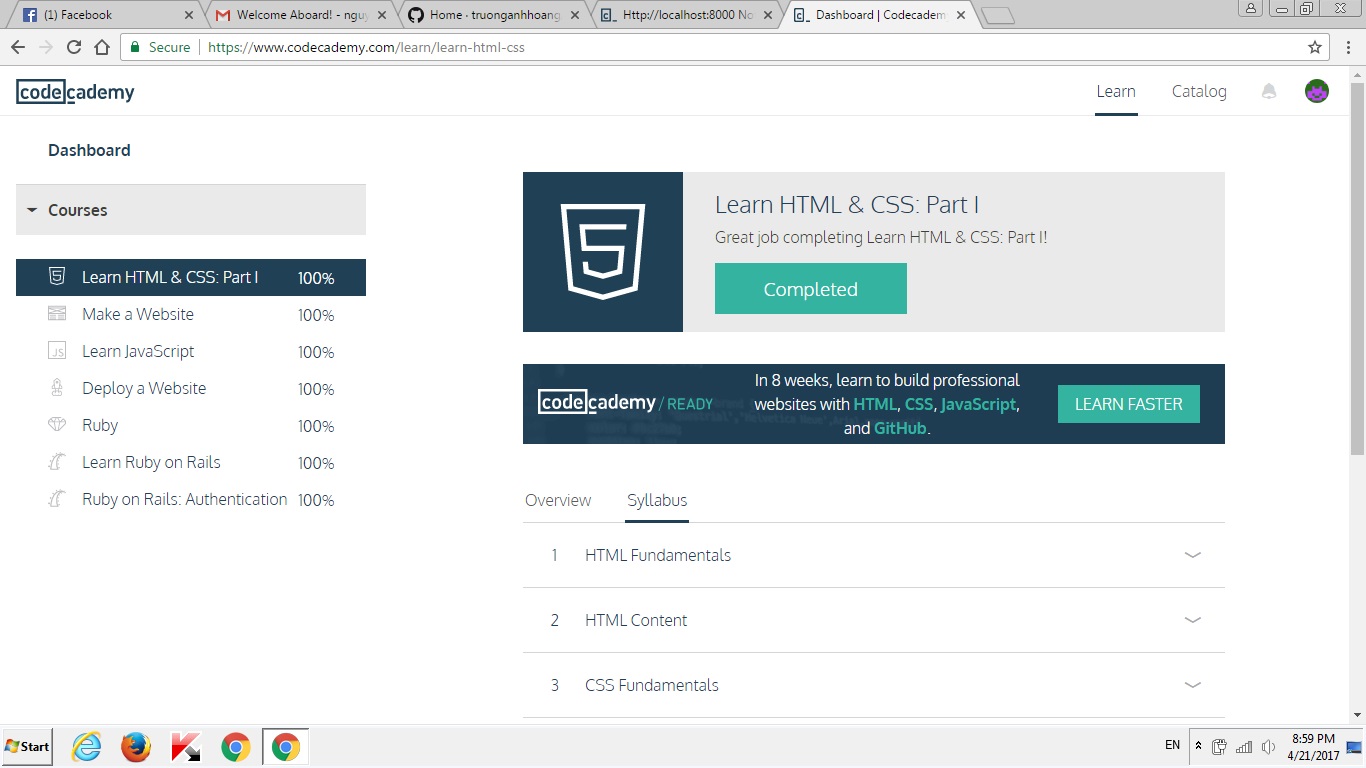 (1) Facebook
Welcome Aboard! - nguy
Home · truonganhhoang
Http://localhost:8000 No
Dashboard | Codecadem
Secure
https://www.codecademy.com/learn/learn-html-css
codecademy
Learn
Catalog
Dashboard
Courses
Learn HTML & CSS: Part I 100%
Make a Website 100%
JS Learn JavaScript 100%
Deploy a Website 100%
Ruby 100%
Learn Ruby on Rails 100%
Ruby on Rails: Authentication 100%
Learn HTML & CSS: Part I
Great job completing Learn HTML & CSS: Part I!
Completed
codecademy / READY
In 8 weeks, learn to build professional
websites with HTML, CSS, JavaScript,
and GitHub.
LEARN FASTER
Overview
Syllabus
1 HTML Fundamentals
2 HTML Content
3 CSS Fundamentals
Start
EN
8:59 PM
4/21/2017